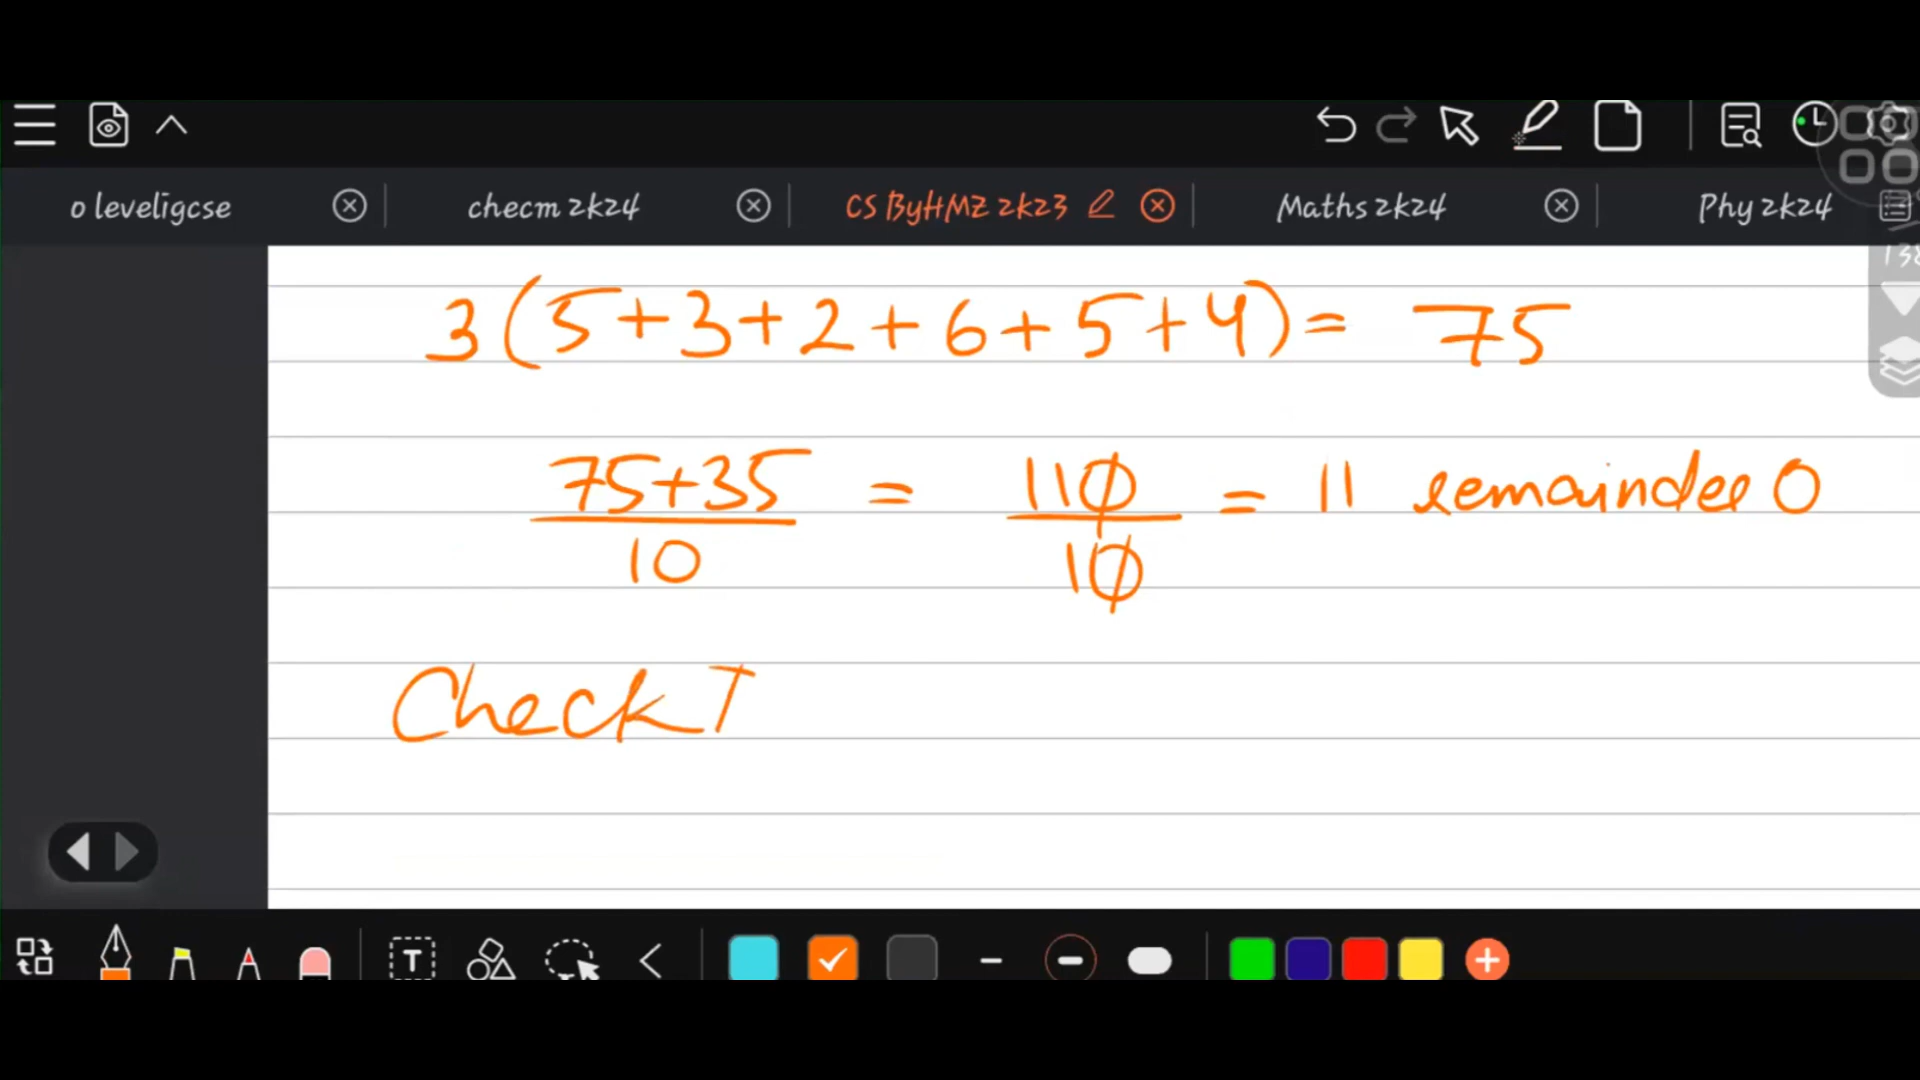 o leveligcse checm 2k24 CS ByHMZ 2k23 Maths 2k24 Phy 2k24
3(5+3+2+6+5+4)= 75
75+35/10 = 110/10 = 11 remainder 0
Check T
T